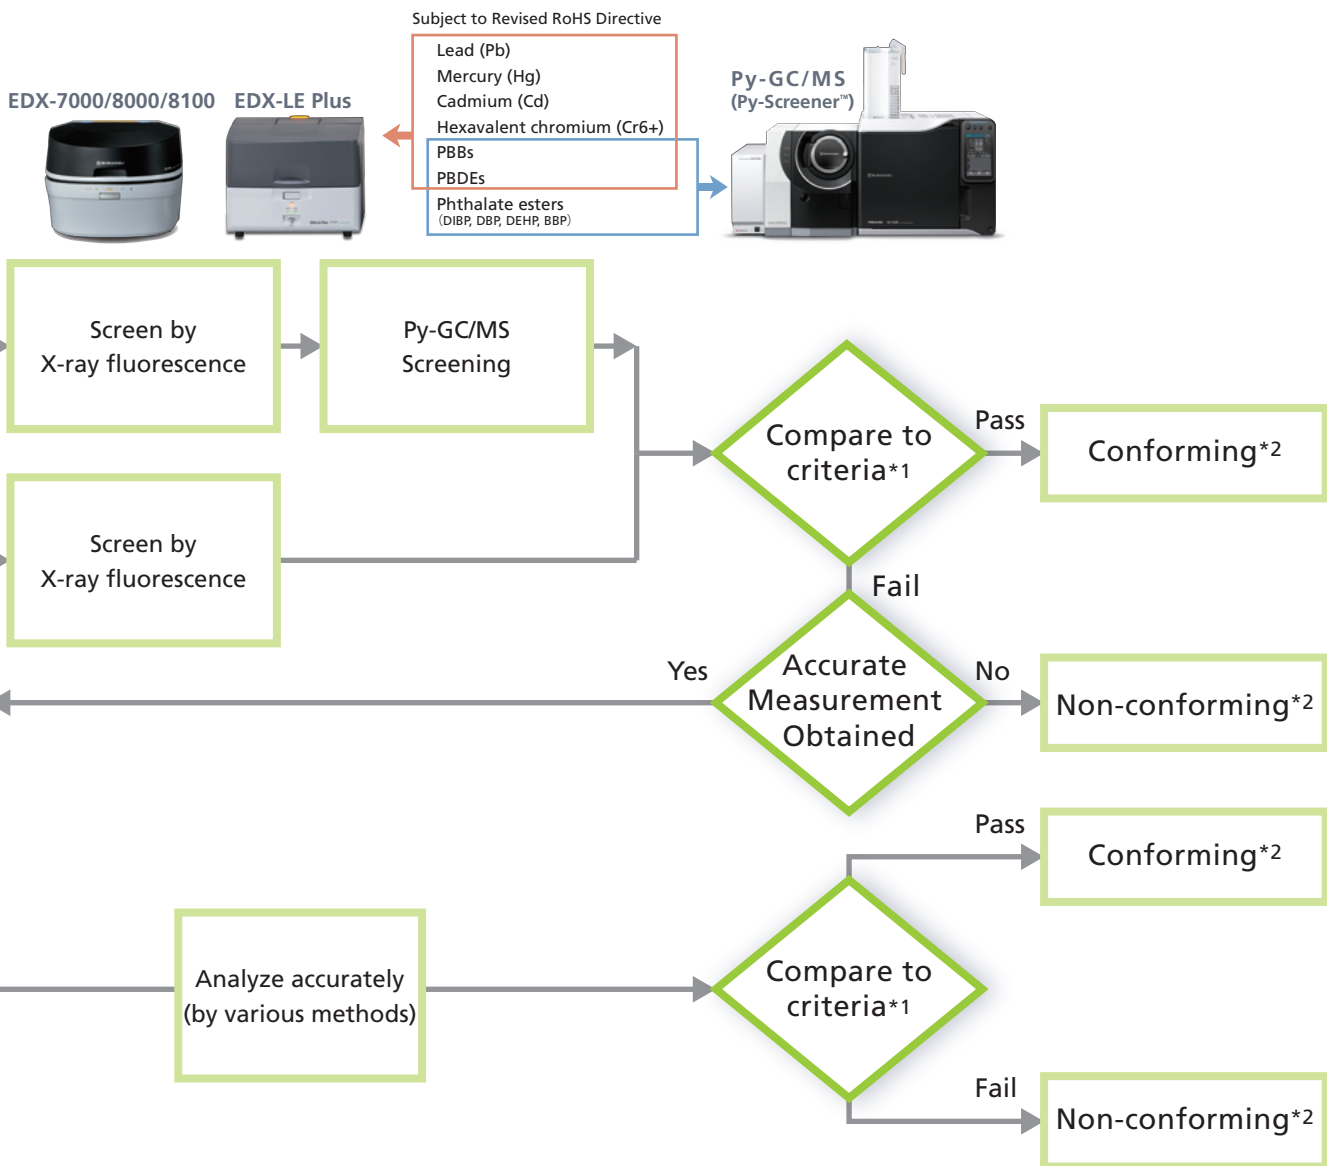 Subject to Revised RoHS Directive
Lead (Pb)
Mercury (Hg)
Cadmium (Cd)
Hexavalent chromium (Cr6+)
PBBs
PBDEs
Phthalate esters
(DIBP, DBP, DEHP, BBP)
EDX-7000/8000/8100
EDX-LE Plus
Py-GC/MS
(Py-Screener™)
Screen by
X-ray fluorescence
Py-GC/MS
Screening
Compare to
criteria*1
Pass
Conforming*2
Screen by
X-ray fluorescence
Fail
Yes
Accurate
Measurement
Obtained
No
Non-conforming*2
Pass
Conforming*2
Analyze accurately
(by various methods)
Compare to
criteria*1
Fail
Non-conforming*2